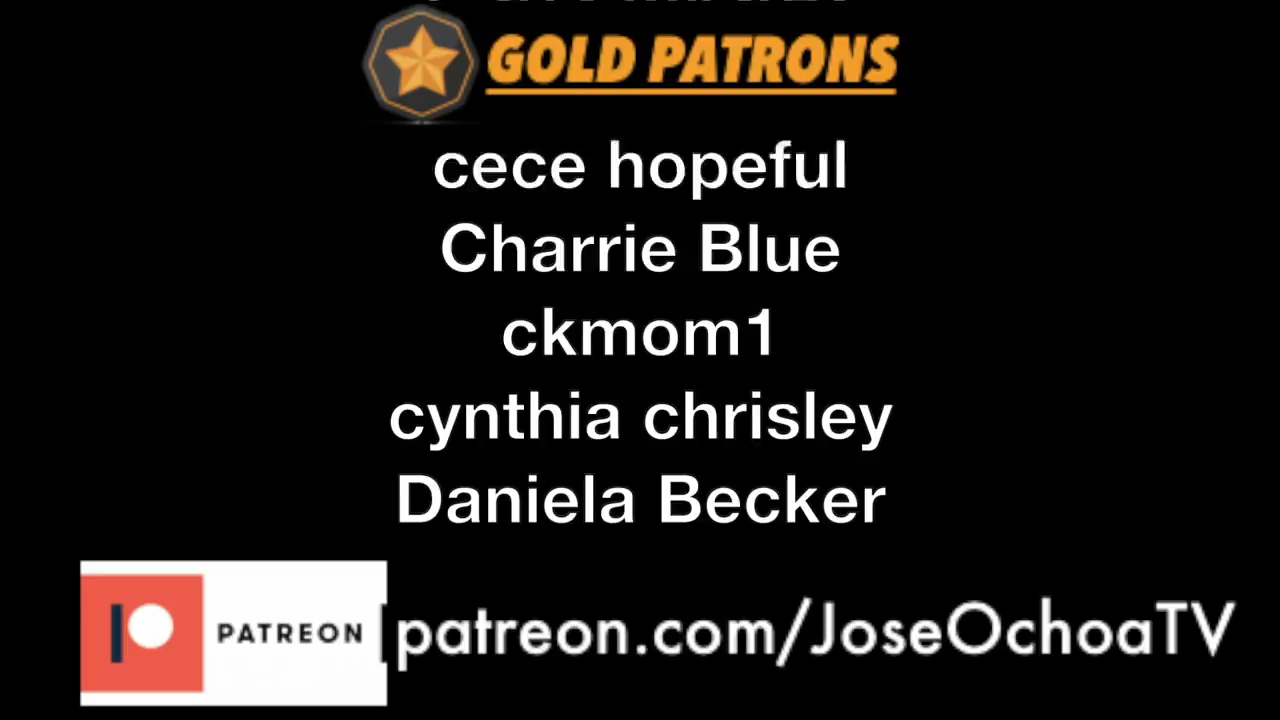 GOLD PATRONS
cece hopeful
Charrie Blue
ckmom1
cynthia chrisley
Daniela Becker
PATREON
patreon.com/JoseOchoaTV